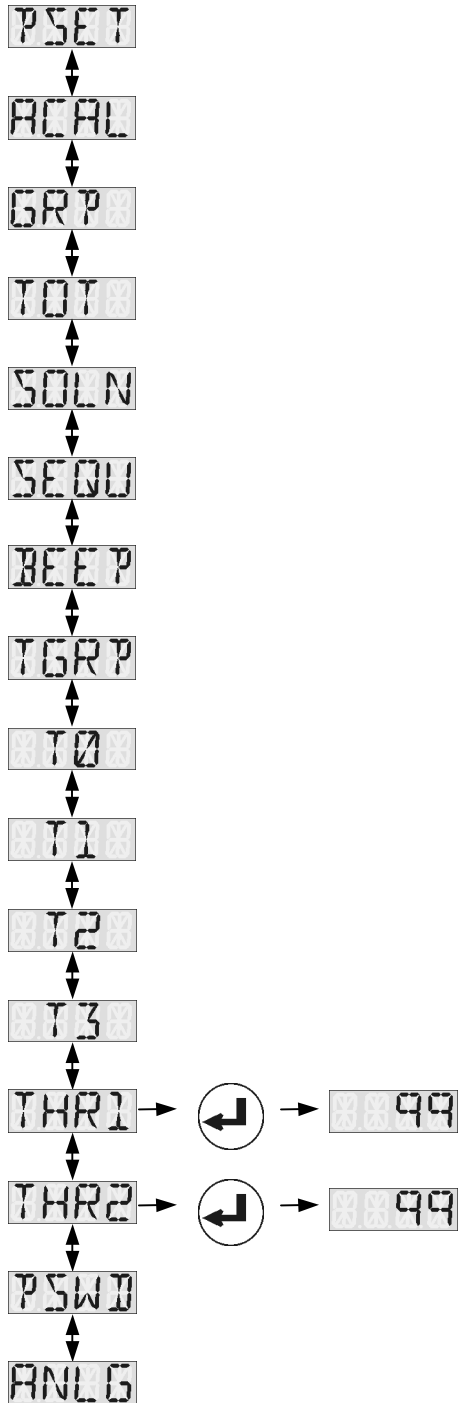 PSET
ACAL
GRP
TOT
SOLN
SEQU
BEEP
TGRP
T0
T1
T2
T3
THR1 99
THR2 99
PSWD
ANLG